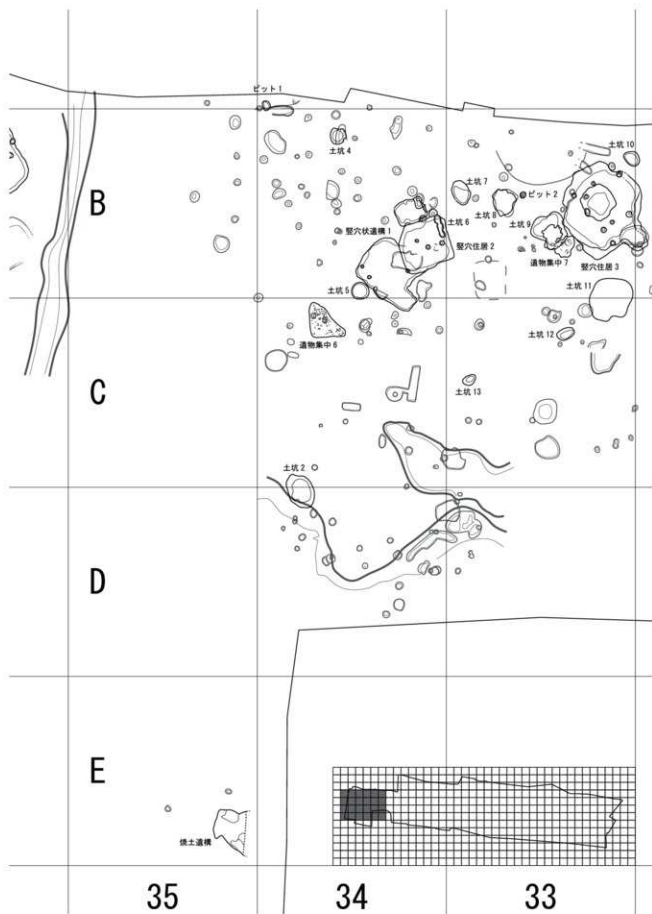 ピット1
土坑4
土坑10
土坑7
B
土坑8
ピット2
土坑6
土坑9
竪穴状遺構1
竪穴住居2
遺物集中7
竪穴住居3
土坑5
土坑11
遺物集中6
土坑12
C
土坑13
土坑2
D
E
焼土遺構
35
34
33